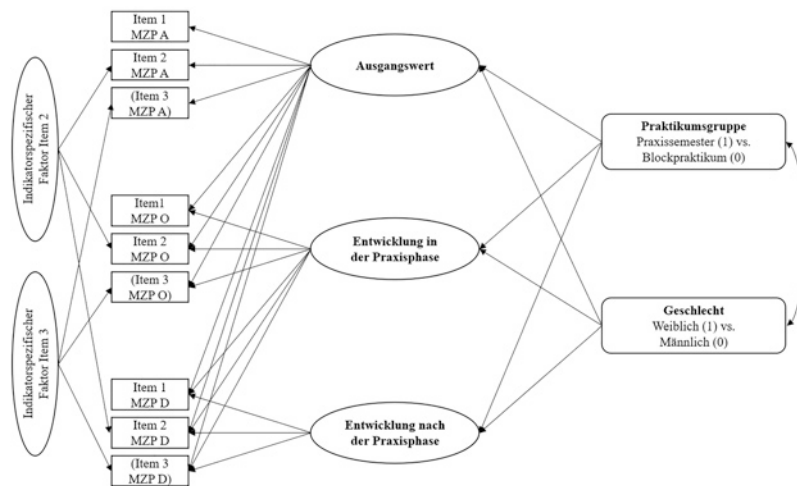 Indikatorspezifischer
Faktor Item 2
Indikatorspezifischer
Faktor Item 3
Item 1
MZP A
Item 2
MZP A
(Item 3
MZP A)
Item1
MZP O
Item 2
MZP O
(Item 3
MZP O)
Item 1
MZP D
Item 2
MZP D
(Item 3
MZP D)
Ausgangswert
Entwicklung in
der Praxisphase
Entwicklung nach
der Praxisphase
Praktikumsgruppe
Praxissemester (1) vs.
Blockpraktikum (0)
Geschlecht
Weiblich (1) vs.
Männlich (0)